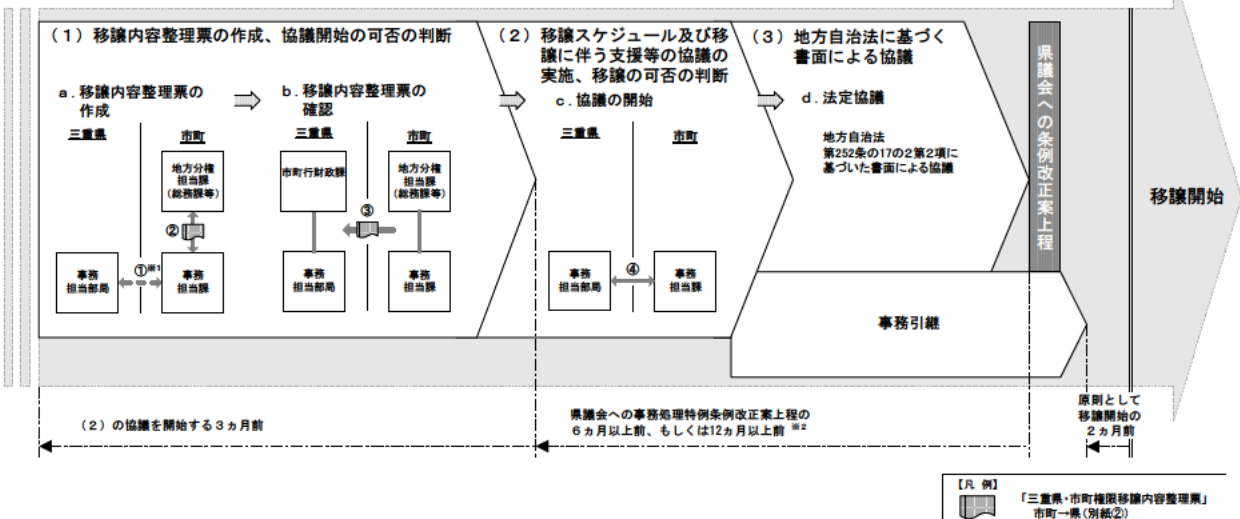 (1)移譲内容整理票の作成、協議開始の可否の判断
a.移譲内容整理票の
作成
三重県
市町
地方分権
担当課
(総務課等)
②
①※1
事務
担当部局
事務
担当課
b.移譲内容整理票の
確認
三重県
市町
市町行財政課
地方分権
担当課
(総務課等)
③
事務
担当部局
事務
担当課
(2)移譲スケジュール及び移
譲に伴う支援等の協議の
実施、移譲の可否の判断
c.協議の開始
三重県
市町
事務
担当部局
④
事務
担当課
(3)地方自治法に基づく
書面による協議
d.法定協議
地方自治法
第252条の17の2第2項に
基づいた書面による協議
県議会への条例改正案上程
移譲開始
事務引継
(2)の協議を開始する3ヵ月前
県議会への事務処理特例条例改正案上程の
6ヵ月以上前、もしくは12ヵ月以上前 ※2
原則として
移譲開始の
2ヵ月前
【凡 例】
「三重県・市町権限移譲内容整理票」
市町→県(別紙②)